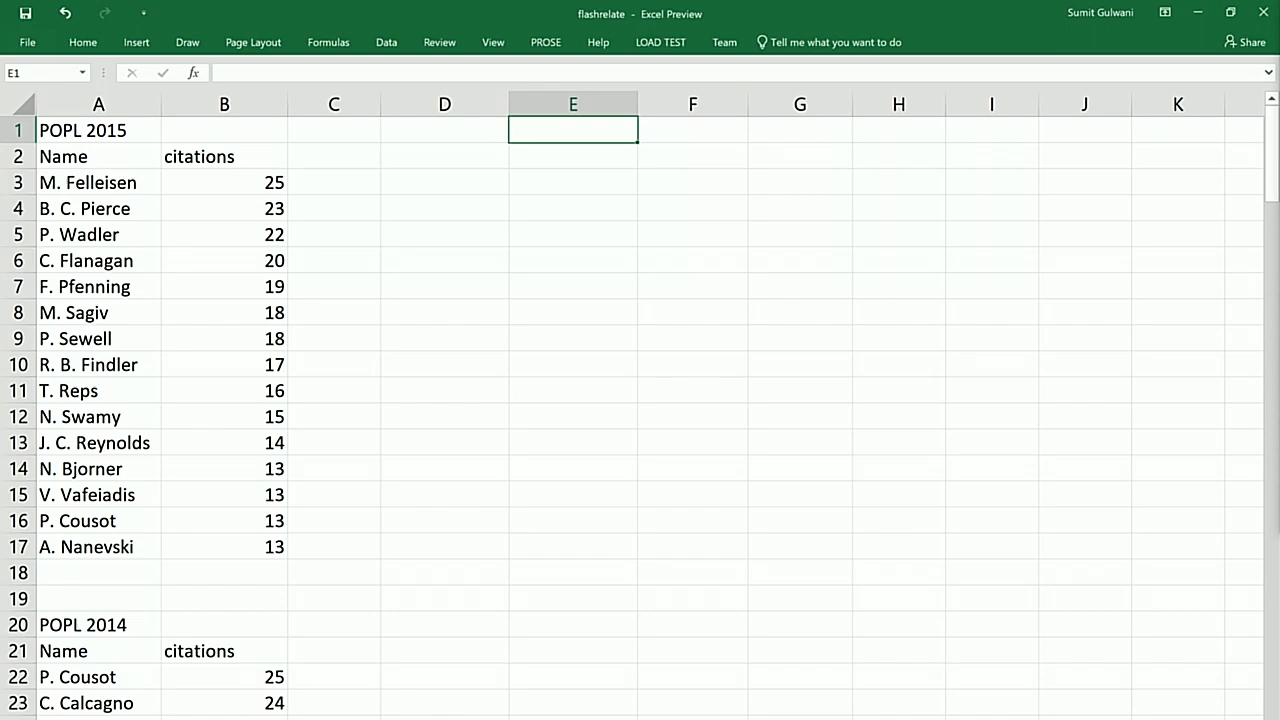 flashrelate - Excel Preview
Sumit Gulwani
File Home Insert Draw Page Layout Formulas Data Review View PROSE Help LOAD TEST Team Tell me what you want to do Share
E1 fx
A B C D E F G H I J K
1 POPL 2015
2 Name citations
3 M. Felleisen 25
4 B. C. Pierce 23
5 P. Wadler 22
6 C. Flanagan 20
7 F. Pfenning 19
8 M. Sagiv 18
9 P. Sewell 18
10 R. B. Findler 17
11 T. Reps 16
12 N. Swamy 15
13 J. C. Reynolds 14
14 N. Bjorner 13
15 V. Vafeiadis 13
16 P. Cousot 13
17 A. Nanevski 13
18
19
20 POPL 2014
21 Name citations
22 P. Cousot 25
23 C. Calcagno 24